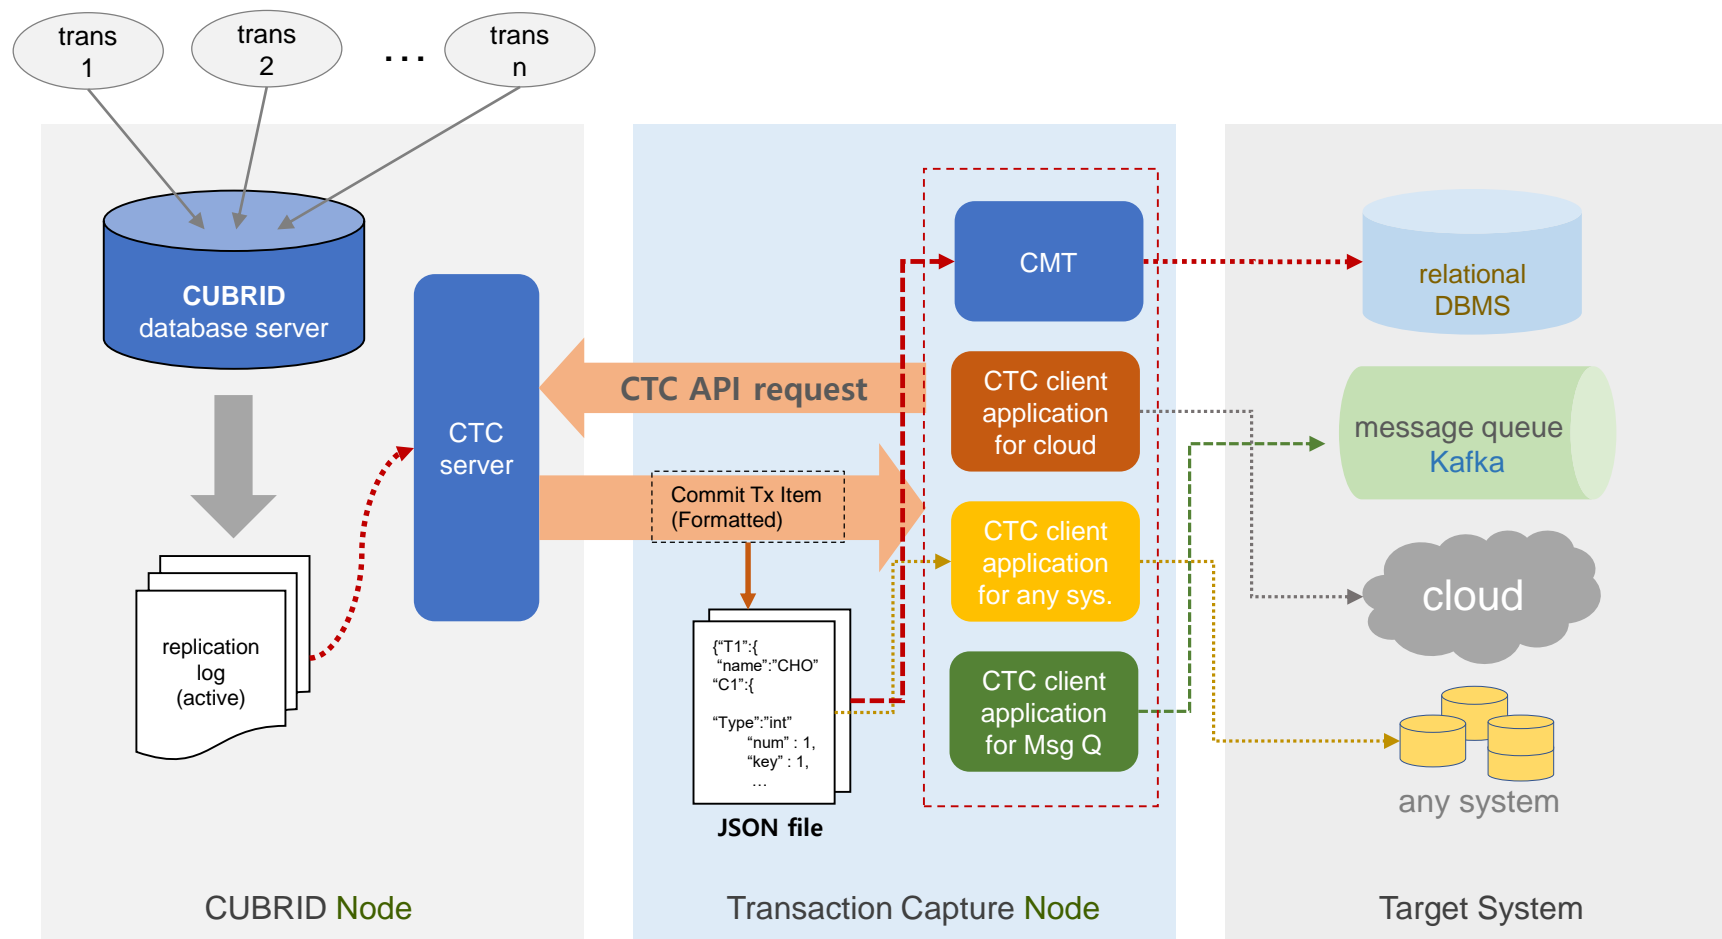 trans
1
trans
2
...
trans
n
CUBRID
database server
CTC
server
replication
log
(active)
CUBRID Node
CTC API request
Commit Tx Item
(Formatted)
{“T1”:{
“name”:”CHO”
“C1”:{
“Type”:”int”
“num” : 1,
“key” : 1,
…
JSON file
CMT
CTC client
application
for cloud
CTC client
application
for any sys.
CTC client
application
for Msg Q
Transaction Capture Node
relational
DBMS
message queue
Kafka
cloud
any system
Target System